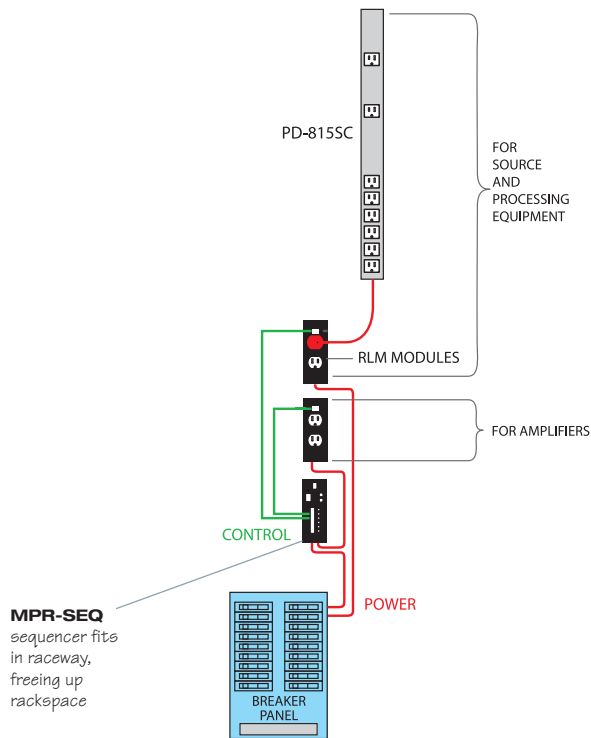 PD-815SC
FOR
SOURCE
AND
PROCESSING
EQUIPMENT
RLM MODULES
FOR AMPLIFIERS
CONTROL
POWER
MPR-SEQ
sequencer fits
in raceway,
freeing up
rackspace
BREAKER
PANEL